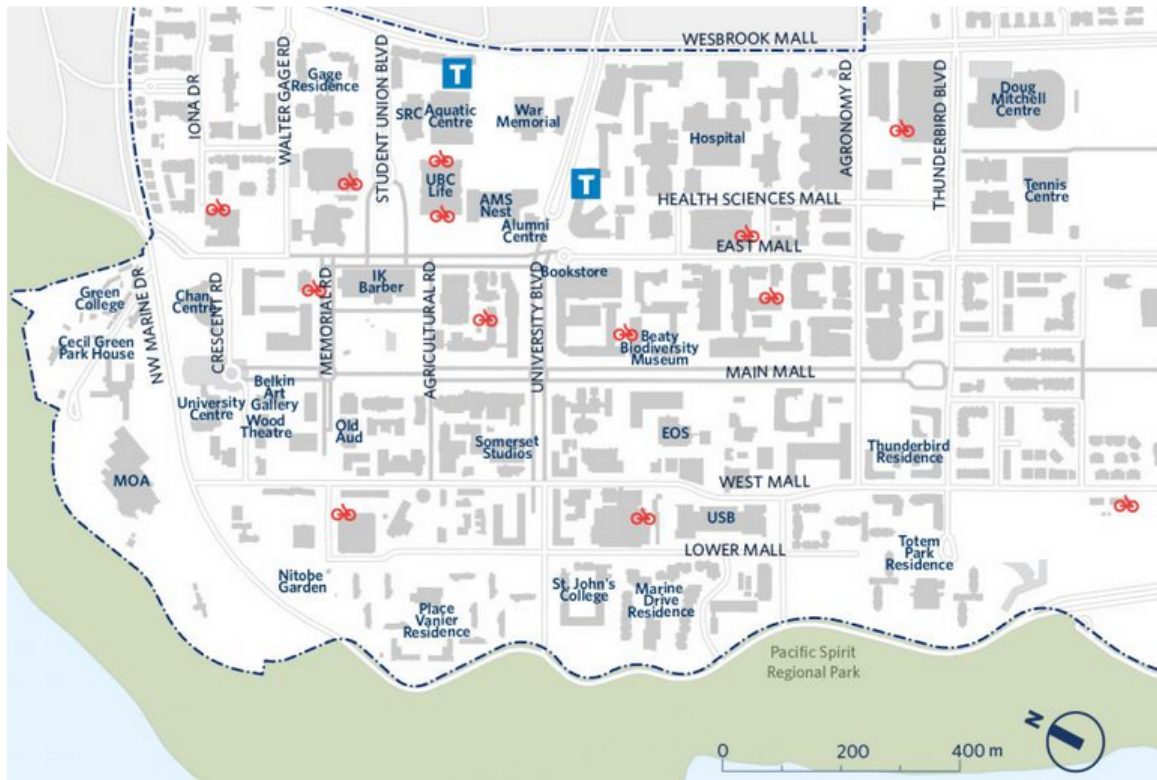 WESBROOK MALL
IONA DR
WALTER GAGE RD
Gage
Residence
STUDENT UNION BLVD
T
SRC
Aquatic
Centre
War
Memorial
Hospital
AGRONOMY RD
THUNDERBIRD BLVD
Doug
Mitchell
Centre
UBC
Life
AMS
Nest
Alumni
Centre
T
HEALTH SCIENCES MALL
Tennis
Centre
EAST MALL
Green
College
NW MARINE DR
Chan
Centre
CRESCENT RD
MEMORIAL RD
IK
Barber
AGRICULTURAL RD
UNIVERSITY BLVD
Bookstore
Cecil Green
Park House
Beaty
Biodiversity
Museum
MAIN MALL
University
Centre
Belkin
Art
Gallery
Wood
Theatre
Old
Aud
Somerset
Studios
EOS
Thunderbird
Residence
MOA
WEST MALL
USB
LOWER MALL
Totem
Park
Residence
Nitobe
Garden
Place
Vanier
Residence
St. John's
College
Marine
Drive
Residence
Pacific Spirit
Regional Park
N
0 200 400 m